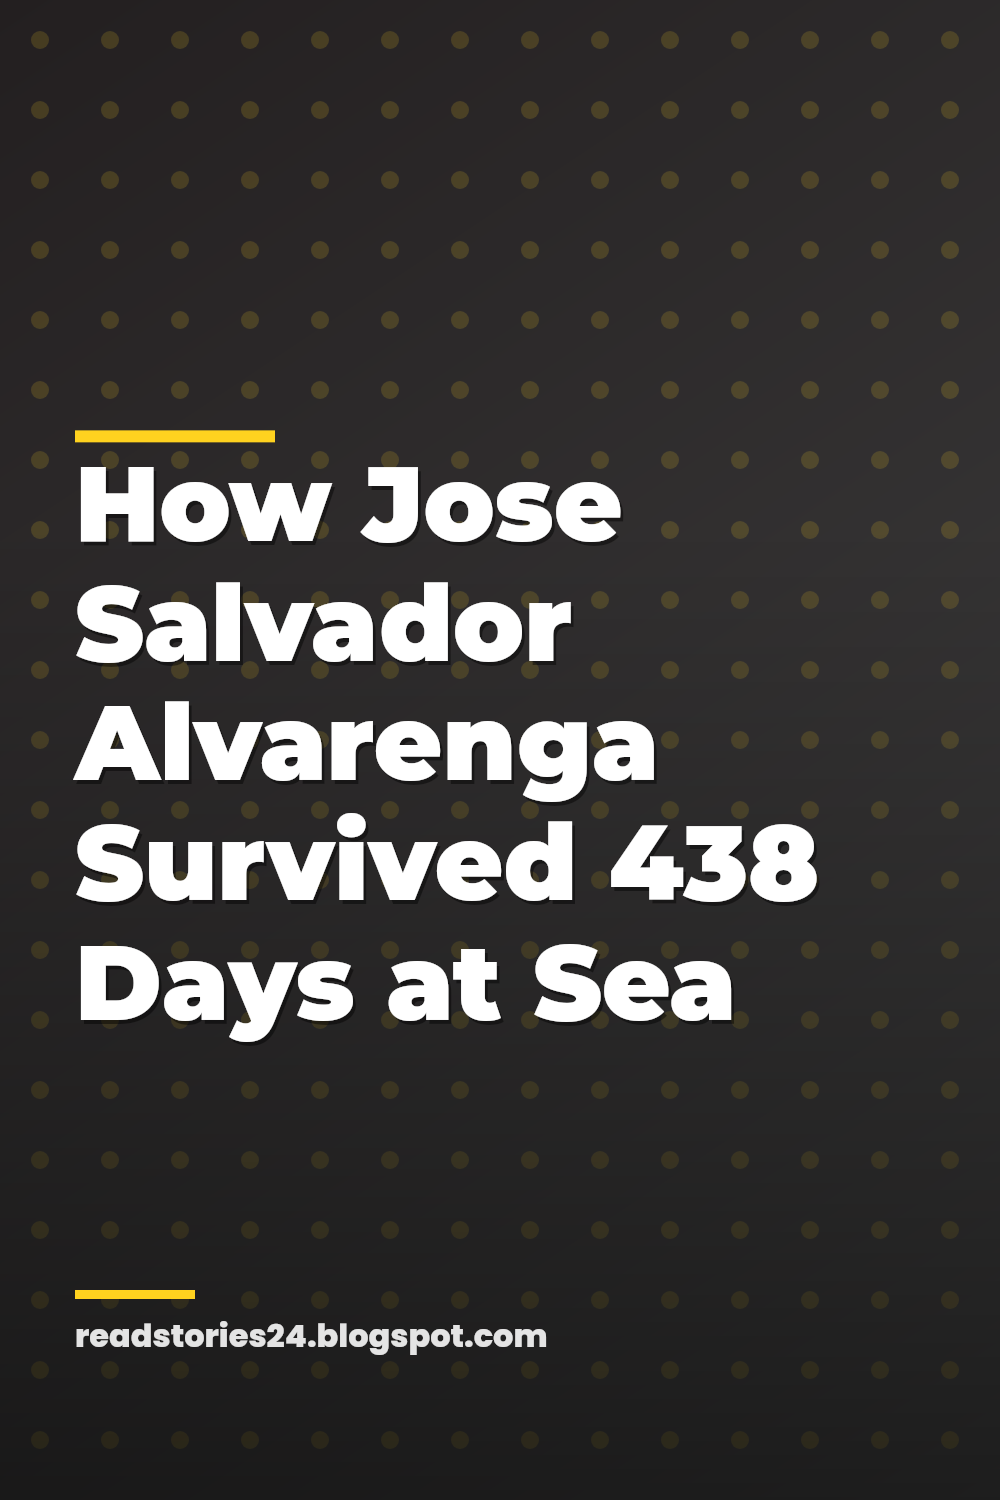 How Jose
Salvador
Alvarenga
Survived 438
Days at Sea
readstories24.blogspot.com